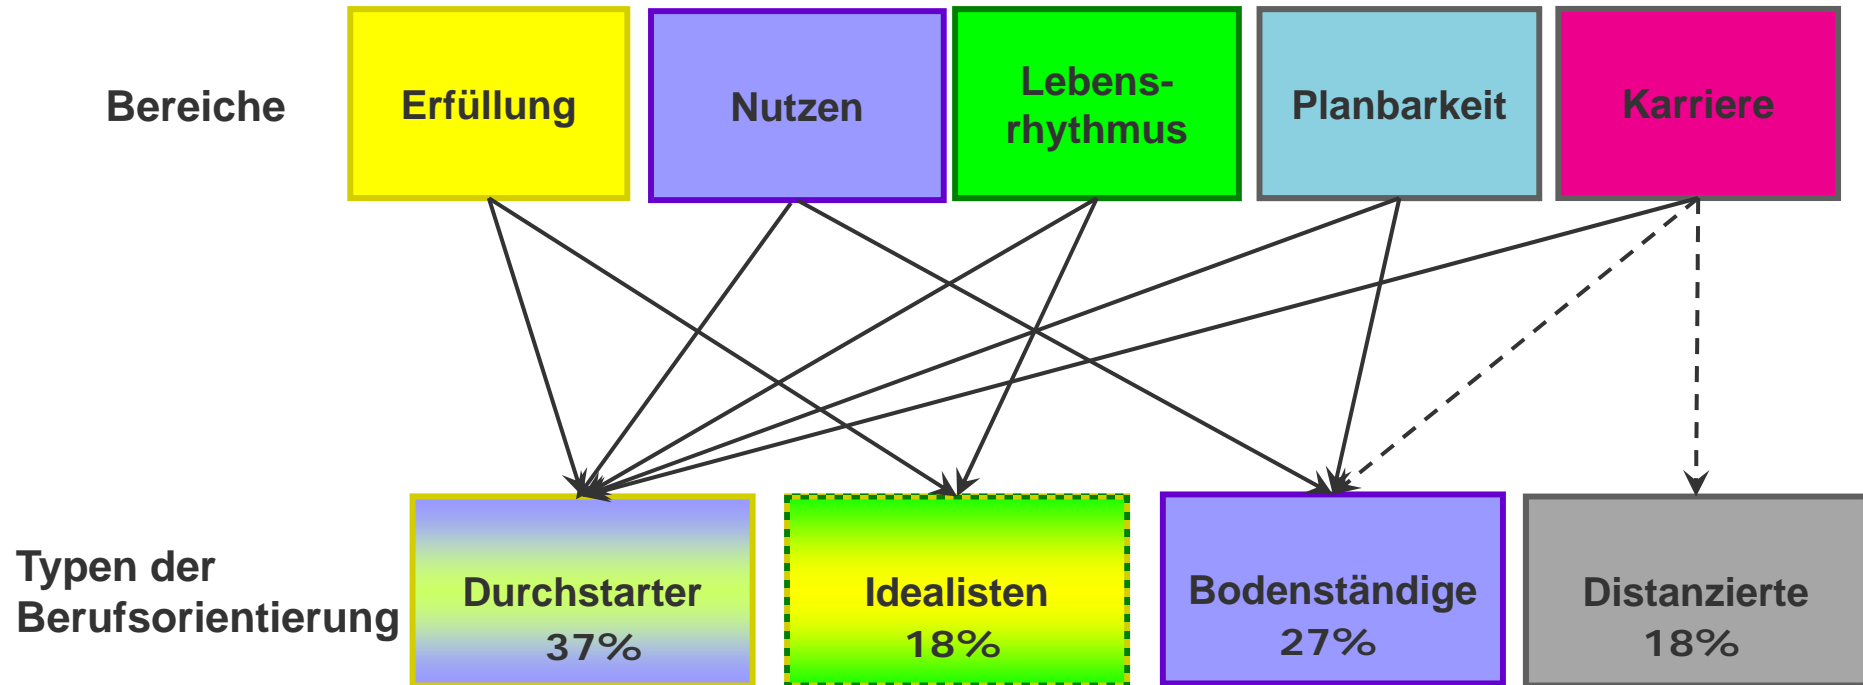 Bereiche
Erfüllung
Nutzen
Lebens-
rhythmus
Planbarkeit
Karriere
Typen der
Berufsorientierung
Durchstarter
37%
Idealisten
18%
Bodenständige
27%
Distanzierte
18%